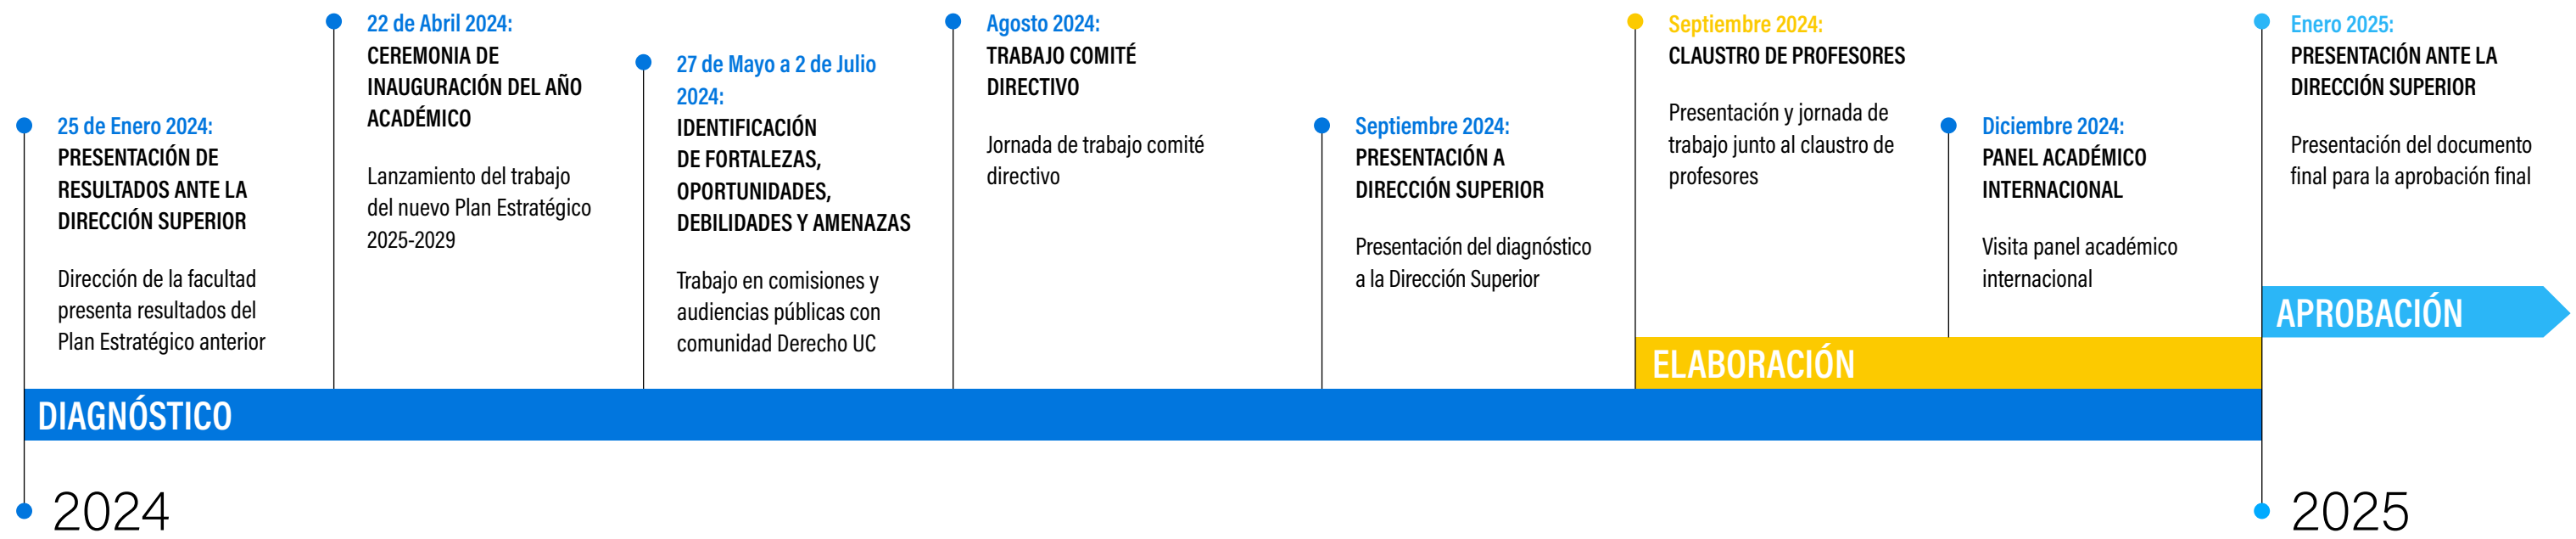 25 de Enero 2024:
PRESENTACIÓN DE
RESULTADOS ANTE LA
DIRECCIÓN SUPERIOR
Dirección de la facultad
presenta resultados del
Plan Estratégico anterior
22 de Abril 2024:
CEREMONIA DE
INAUGURACIÓN DEL AÑO
ACADÉMICO
Lanzamiento del trabajo
del nuevo Plan Estratégico
2025-2029
27 de Mayo a 2 de Julio
2024:
IDENTIFICACIÓN
DE FORTALEZAS,
OPORTUNIDADES,
DEBILIDADES Y AMENAZAS
Trabajo en comisiones y
audiencias públicas con
comunidad Derecho UC
Agosto 2024:
TRABAJO COMITÉ
DIRECTIVO
Jornada de trabajo comité
directivo
Septiembre 2024:
PRESENTACIÓN A
DIRECCIÓN SUPERIOR
Presentación del diagnóstico
a la Dirección Superior
Septiembre 2024:
CLAUSTRO DE PROFESORES
Presentación y jornada de
trabajo junto al claustro de
profesores
Diciembre 2024:
PANEL ACADÉMICO
INTERNACIONAL
Visita panel académico
internacional
Enero 2025:
PRESENTACIÓN ANTE LA
DIRECCIÓN SUPERIOR
Presentación del documento
final para la aprobación final
APROBACIÓN
ELABORACIÓN
DIAGNÓSTICO
2024
2025